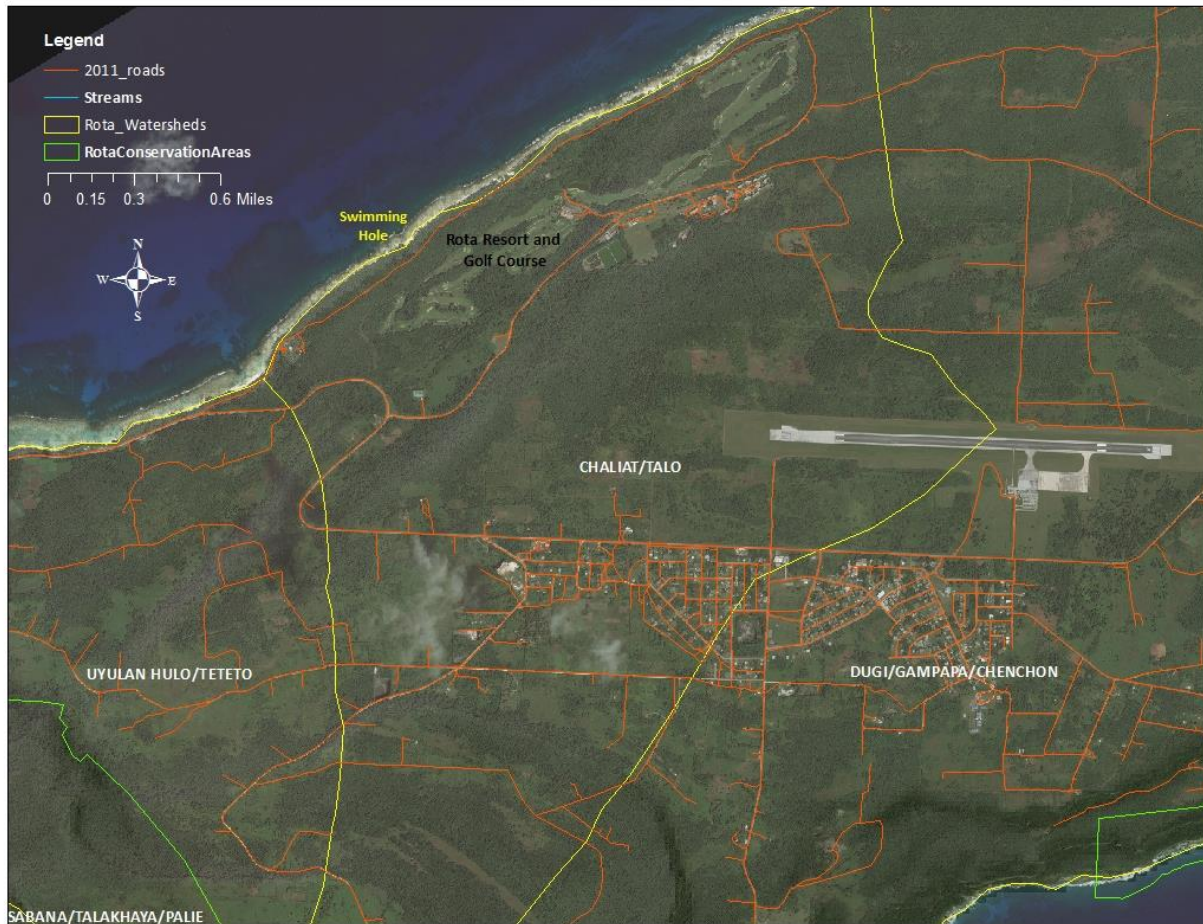 Legend
2011_roads
Streams
Rota_Watersheds
RotaConservationAreas
0 0.15 0.3 0.6 Miles
N
W E
S
Swimming
Hole
Rota Resort and
Golf Course
CHALIAT/TALO
UYULAN HULO/TETETO
DUGI/GAMPAPA/CHENCHON
SABANA/TALAKHAYA/PALIE